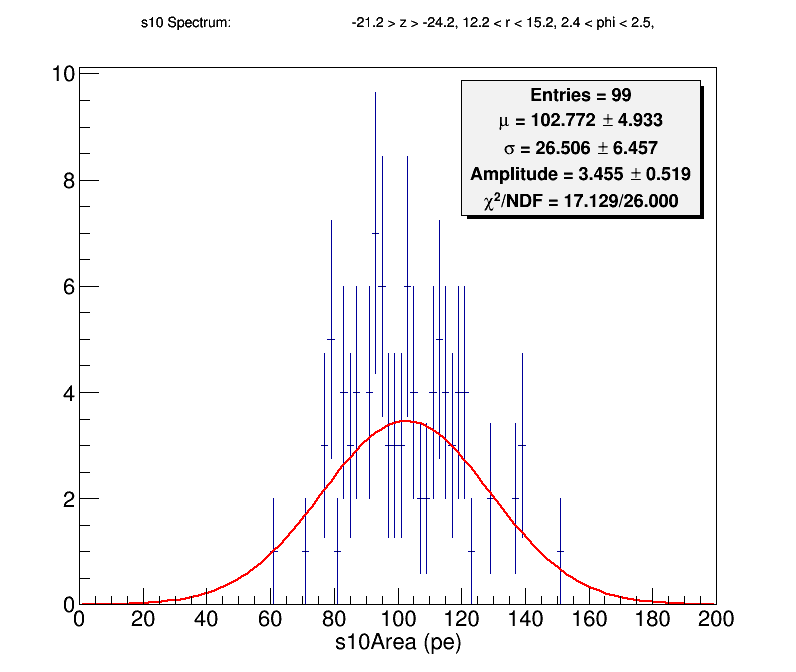 s10 Spectrum: -21.2 > z > -24.2, 12.2 < r < 15.2, 2.4 < phi < 2.5,
Entries = 99
μ = 102.772 ± 4.933
σ = 26.506 ± 6.457
Amplitude = 3.455 ± 0.519
χ²/NDF = 17.129/26.000
10
8
6
4
2
0
0 20 40 60 80 100 120 140 160 180 200
s10Area (pe)